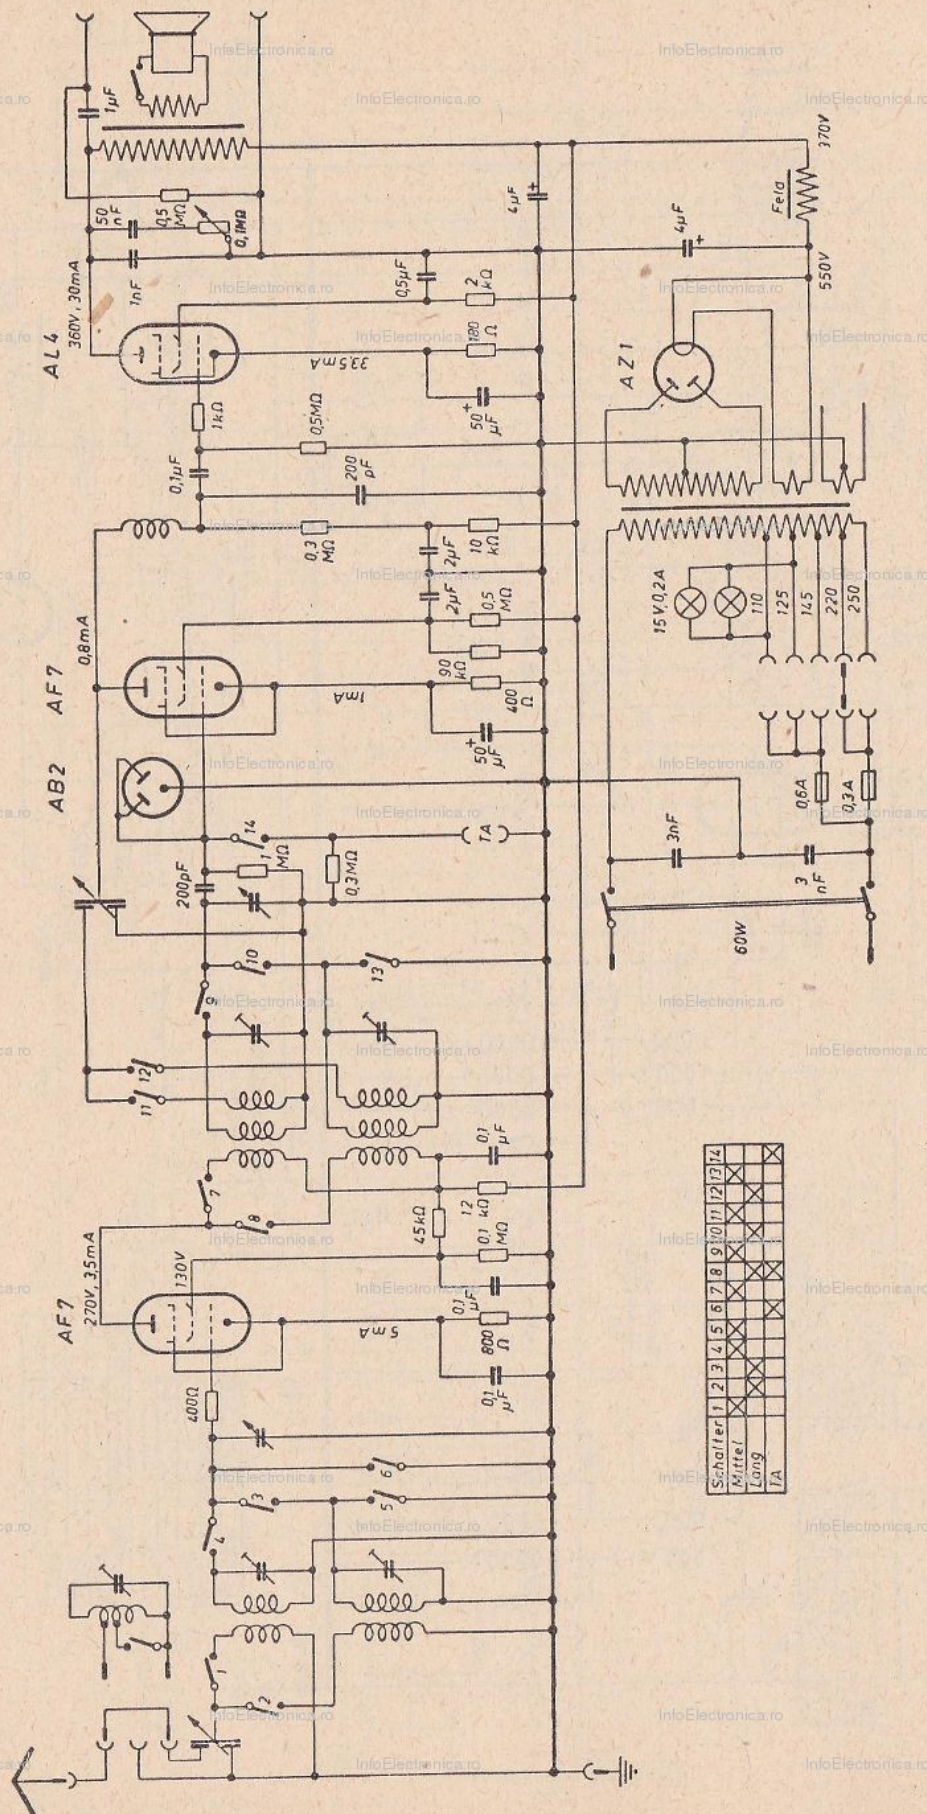 AF7
AB2
AF7
AL4
270V, 3,5mA
0,8mA
360V, 30mA
400Ω
130V
5mA
1mA
33,5mA
1
2
3
4
5
6
7
8
9
10
11
12
13
14
0,1 µF
800 Ω
0,1 µF
0,1 MΩ
45kΩ
12 kΩ
0,1 µF
200pF
1 MΩ
0,3MΩ
TA
50 µF
+
400 Ω
90 kΩ
0,5 MΩ
2µF
2µF
10 kΩ
0,3 MΩ
0,1µF
200 pF
0,5MΩ
1kΩ
50 µF
+
180 Ω
2 kΩ
0,5µF
1nF
50 nF
0,5 MΩ
0,1MΩ
1µF
4µF
+
4µF
+
Fela
370V
550V
AZ1
15V,0,2A
110
125
145
220
250
0,6A
0,3A
3nF
3 nF
60W
Schalter 1 2 3 4 5 6 7 8 9 10 11 12 13 14
Mittel
Lang
TA
InfoElectronica.ro